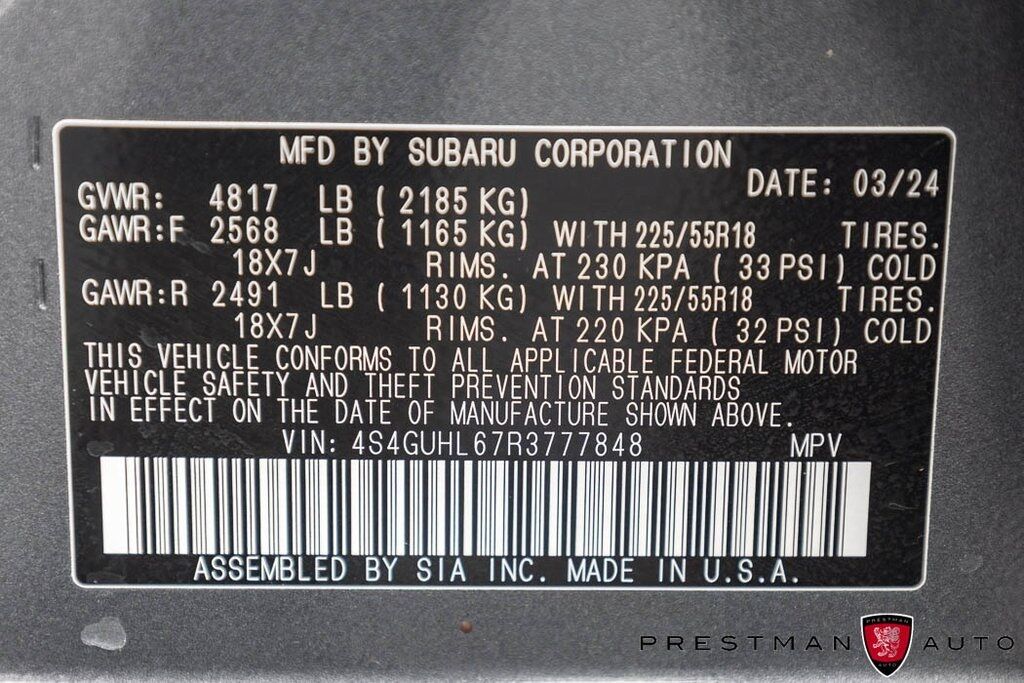 MFD BY SUBARU CORPORATION
DATE: 03/24
GVWR: 4817 LB ( 2185 KG)
GAWR:F 2568 LB ( 1165 KG) WITH 225/55R18 TIRES.
18X7J RIMS. AT 230 KPA ( 33 PSI) COLD
GAWR:R 2491 LB ( 1130 KG) WITH 225/55R18 TIRES.
18X7J RIMS. AT 220 KPA ( 32 PSI) COLD
THIS VEHICLE CONFORMS TO ALL APPLICABLE FEDERAL MOTOR
VEHICLE SAFETY AND THEFT PREVENTION STANDARDS
IN EFFECT ON THE DATE OF MANUFACTURE SHOWN ABOVE.
VIN: 4S4GUHL67R3777848 MPV
ASSEMBLED BY SIA INC. MADE IN U.S.A.
PRESTMAN AUTO
PRESTMAN
AUTO